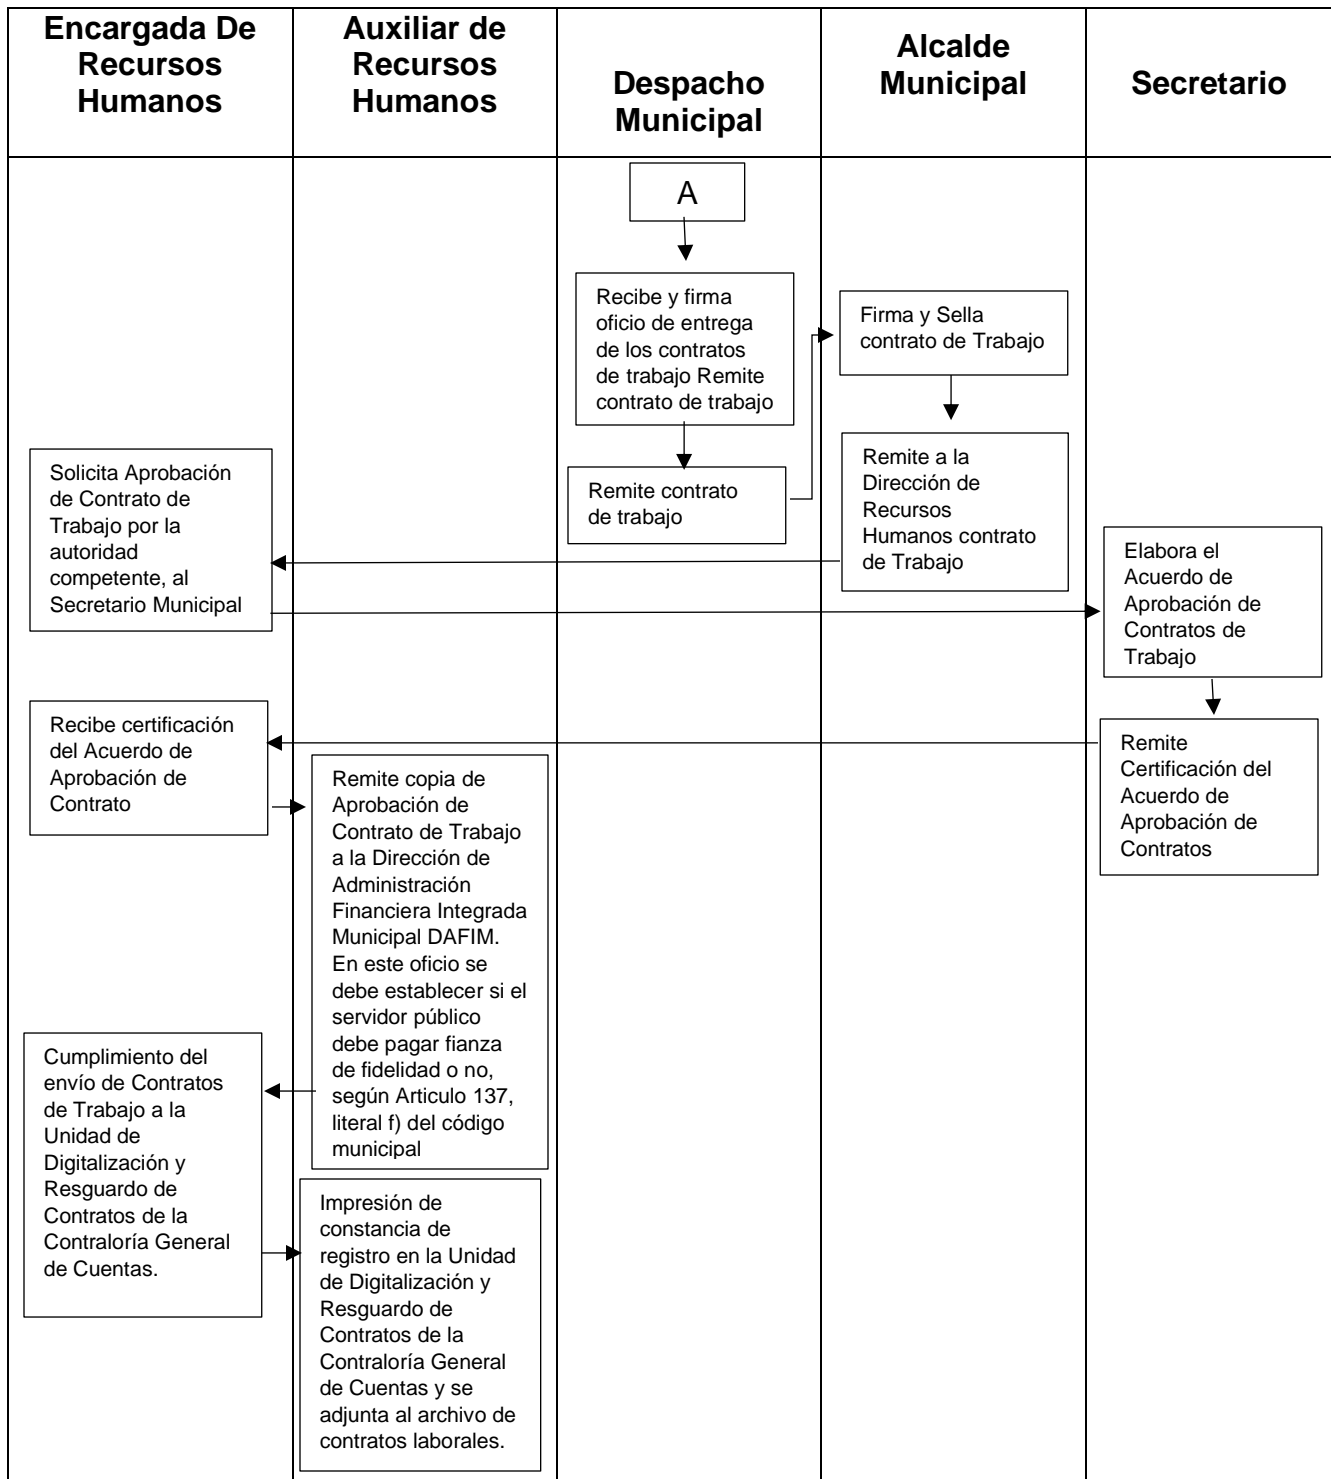 Encargada De
Recursos
Humanos
Auxiliar de
Recursos
Humanos
Despacho
Municipal
Alcalde
Municipal
Secretario
A
Recibe y firma
oficio de entrega
de los contratos
de trabajo Remite
contrato de trabajo
Remite contrato
de trabajo
Firma y Sella
contrato de Trabajo
Remite a la
Dirección de
Recursos
Humanos contrato
de Trabajo
Solicita Aprobación
de Contrato de
Trabajo por la
autoridad
competente, al
Secretario Municipal
Elabora el
Acuerdo de
Aprobación de
Contratos de
Trabajo
Remite
Certificación del
Acuerdo de
Aprobación de
Contratos
Recibe certificación
del Acuerdo de
Aprobación de
Contrato
Remite copia de
Aprobación de
Contrato de Trabajo
a la Dirección de
Administración
Financiera Integrada
Municipal DAFIM.
En este oficio se
debe establecer si el
servidor público
debe pagar fianza
de fidelidad o no,
según Articulo 137,
literal f) del código
municipal
Cumplimiento del
envío de Contratos
de Trabajo a la
Unidad de
Digitalización y
Resguardo de
Contratos de la
Contraloría General
de Cuentas.
Impresión de
constancia de
registro en la Unidad
de Digitalización y
Resguardo de
Contratos de la
Contraloría General
de Cuentas y se
adjunta al archivo de
contratos laborales.